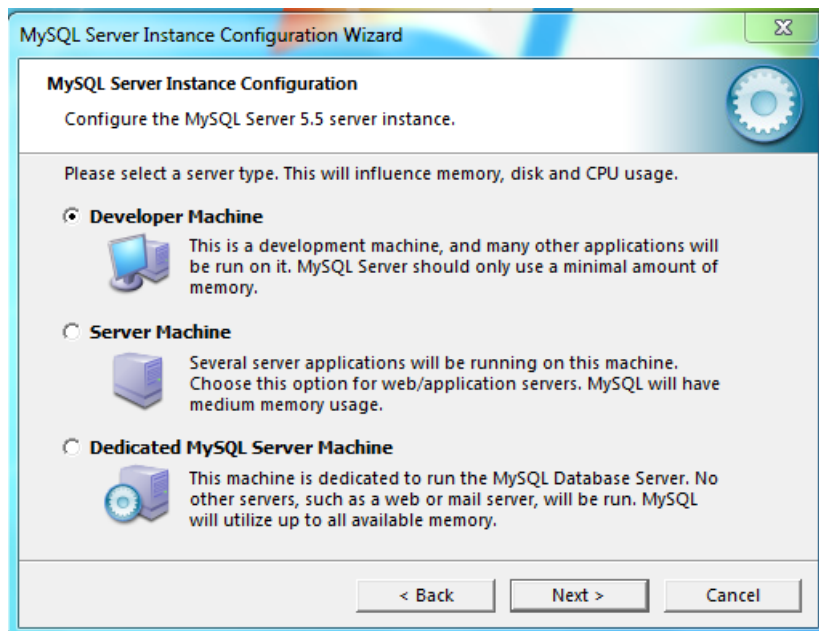 MySQL Server Instance Configuration Wizard
MySQL Server Instance Configuration
Configure the MySQL Server 5.5 server instance.
Please select a server type. This will influence memory, disk and CPU usage.
Developer Machine
This is a development machine, and many other applications will
be run on it. MySQL Server should only use a minimal amount of
memory.
Server Machine
Several server applications will be running on this machine.
Choose this option for web/application servers. MySQL will have
medium memory usage.
Dedicated MySQL Server Machine
This machine is dedicated to run the MySQL Database Server. No
other servers, such as a web or mail server, will be run. MySQL
will utilize up to all available memory.
< Back Next > Cancel